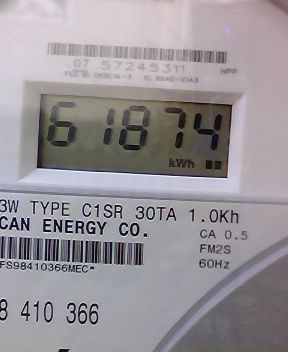 07 57245311 HPP
61874
kWh
3W TYPE C1SR 30TA 1.0Kh
CAN ENERGY CO. CA 0.5
FM2S
60Hz
FS98410366MEC*
8 410 366